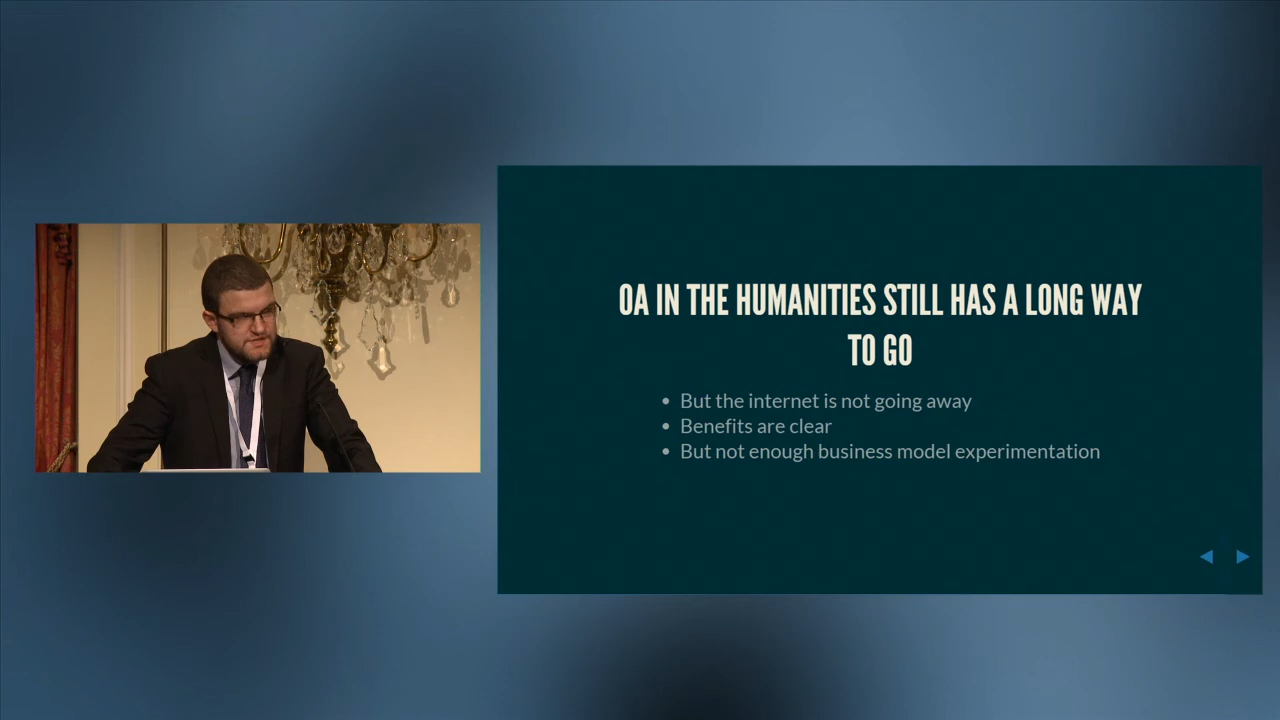 OA IN THE HUMANITIES STILL HAS A LONG WAY
TO GO
But the internet is not going away
Benefits are clear
But not enough business model experimentation